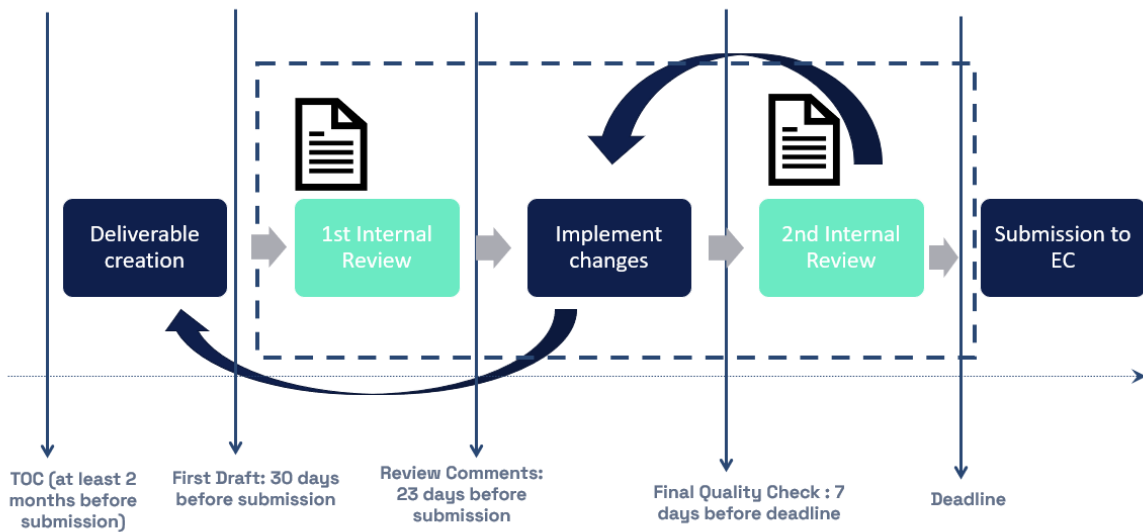 Deliverable
creation
1st Internal
Review
Implement
changes
2nd Internal
Review
Submission to
EC
TOC (at least 2
months before
submission)
First Draft: 30 days
before submission
Review Comments:
23 days before
submission
Final Quality Check : 7
days before deadline
Deadline